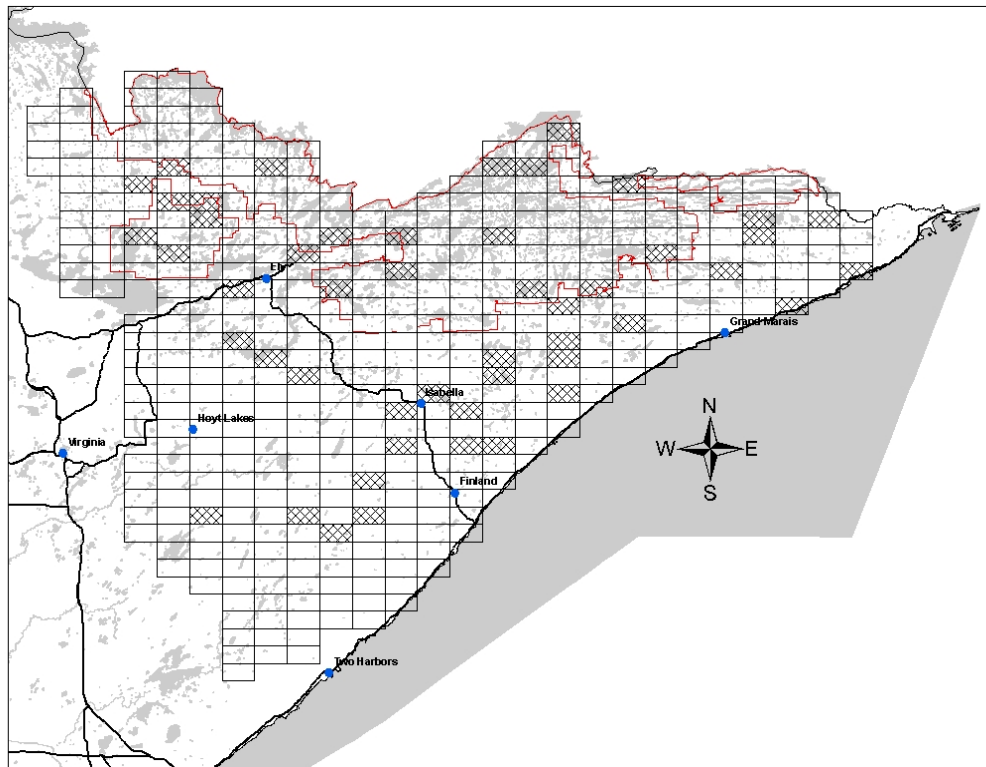 Ely
Grand Marais
Isabella
Hoyt Lakes
Virginia
N
W
E
S
Finland
Two Harbors